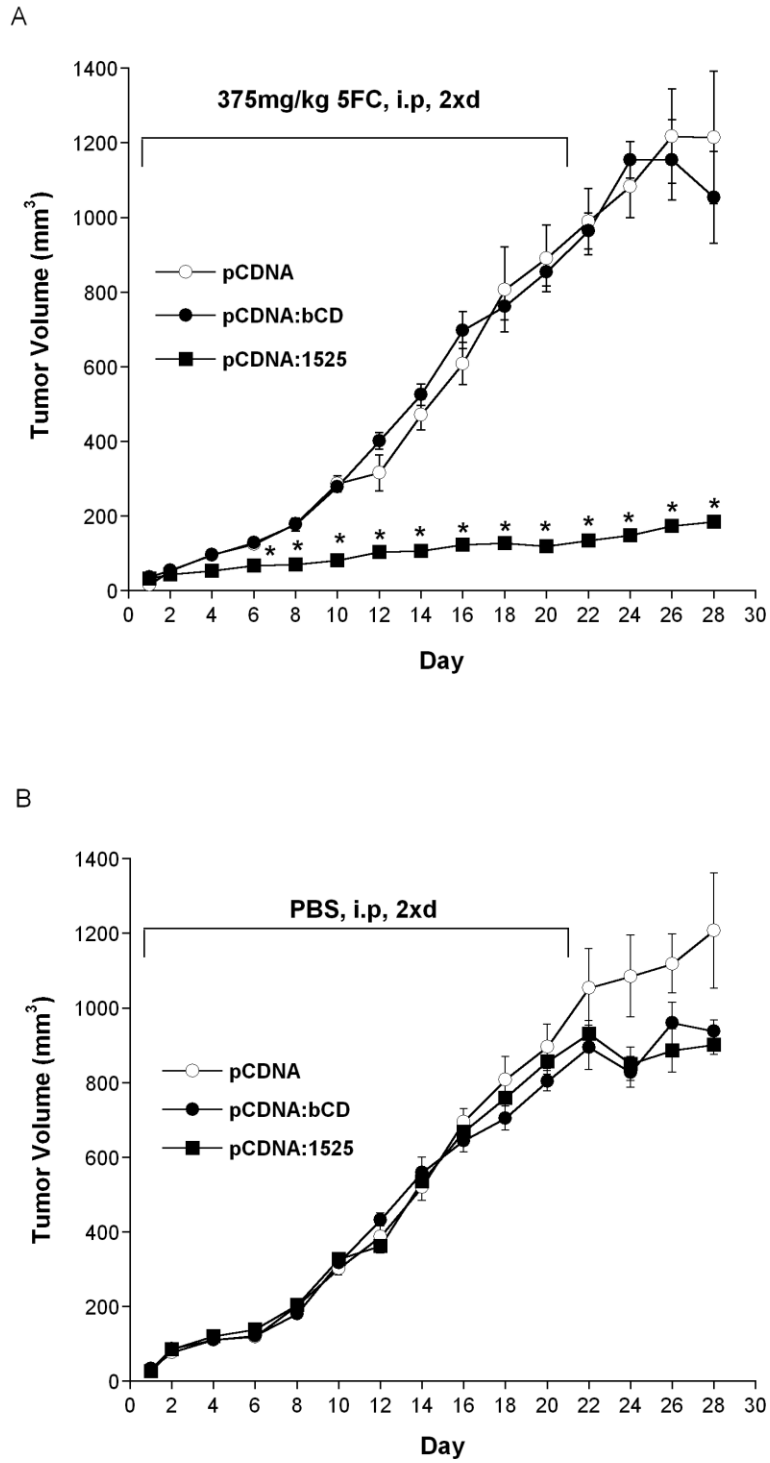 A
375mg/kg 5FC, i.p, 2xd
Tumor Volume (mm³)
1400
1200
1000
800
600
400
200
0
pCDNA
pCDNA:bCD
pCDNA:1525
* * * * * * * * * * * *
0 2 4 6 8 10 12 14 16 18 20 22 24 26 28 30
Day
B
PBS, i.p, 2xd
Tumor Volume (mm³)
1400
1200
1000
800
600
400
200
0
pCDNA
pCDNA:bCD
pCDNA:1525
0 2 4 6 8 10 12 14 16 18 20 22 24 26 28 30
Day